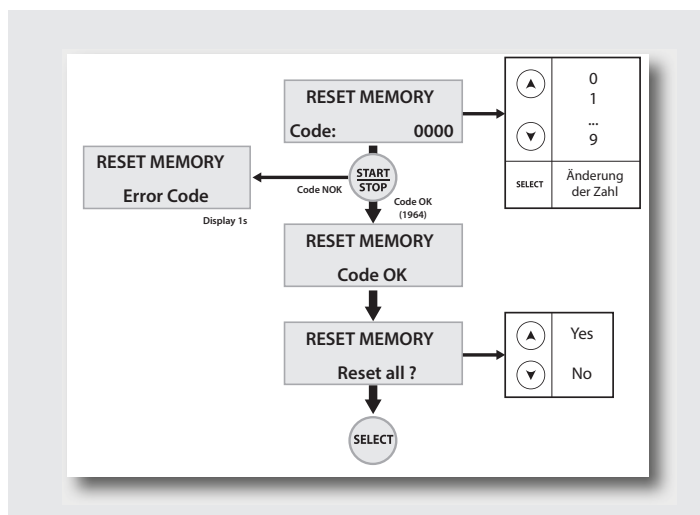 RESET MEMORY
Code: 0000
0
1
...
9
SELECT
Änderung
der Zahl
START
STOP
Code NOK
RESET MEMORY
Error Code
Display 1s
Code OK
(1964)
RESET MEMORY
Code OK
RESET MEMORY
Reset all ?
Yes
No
SELECT